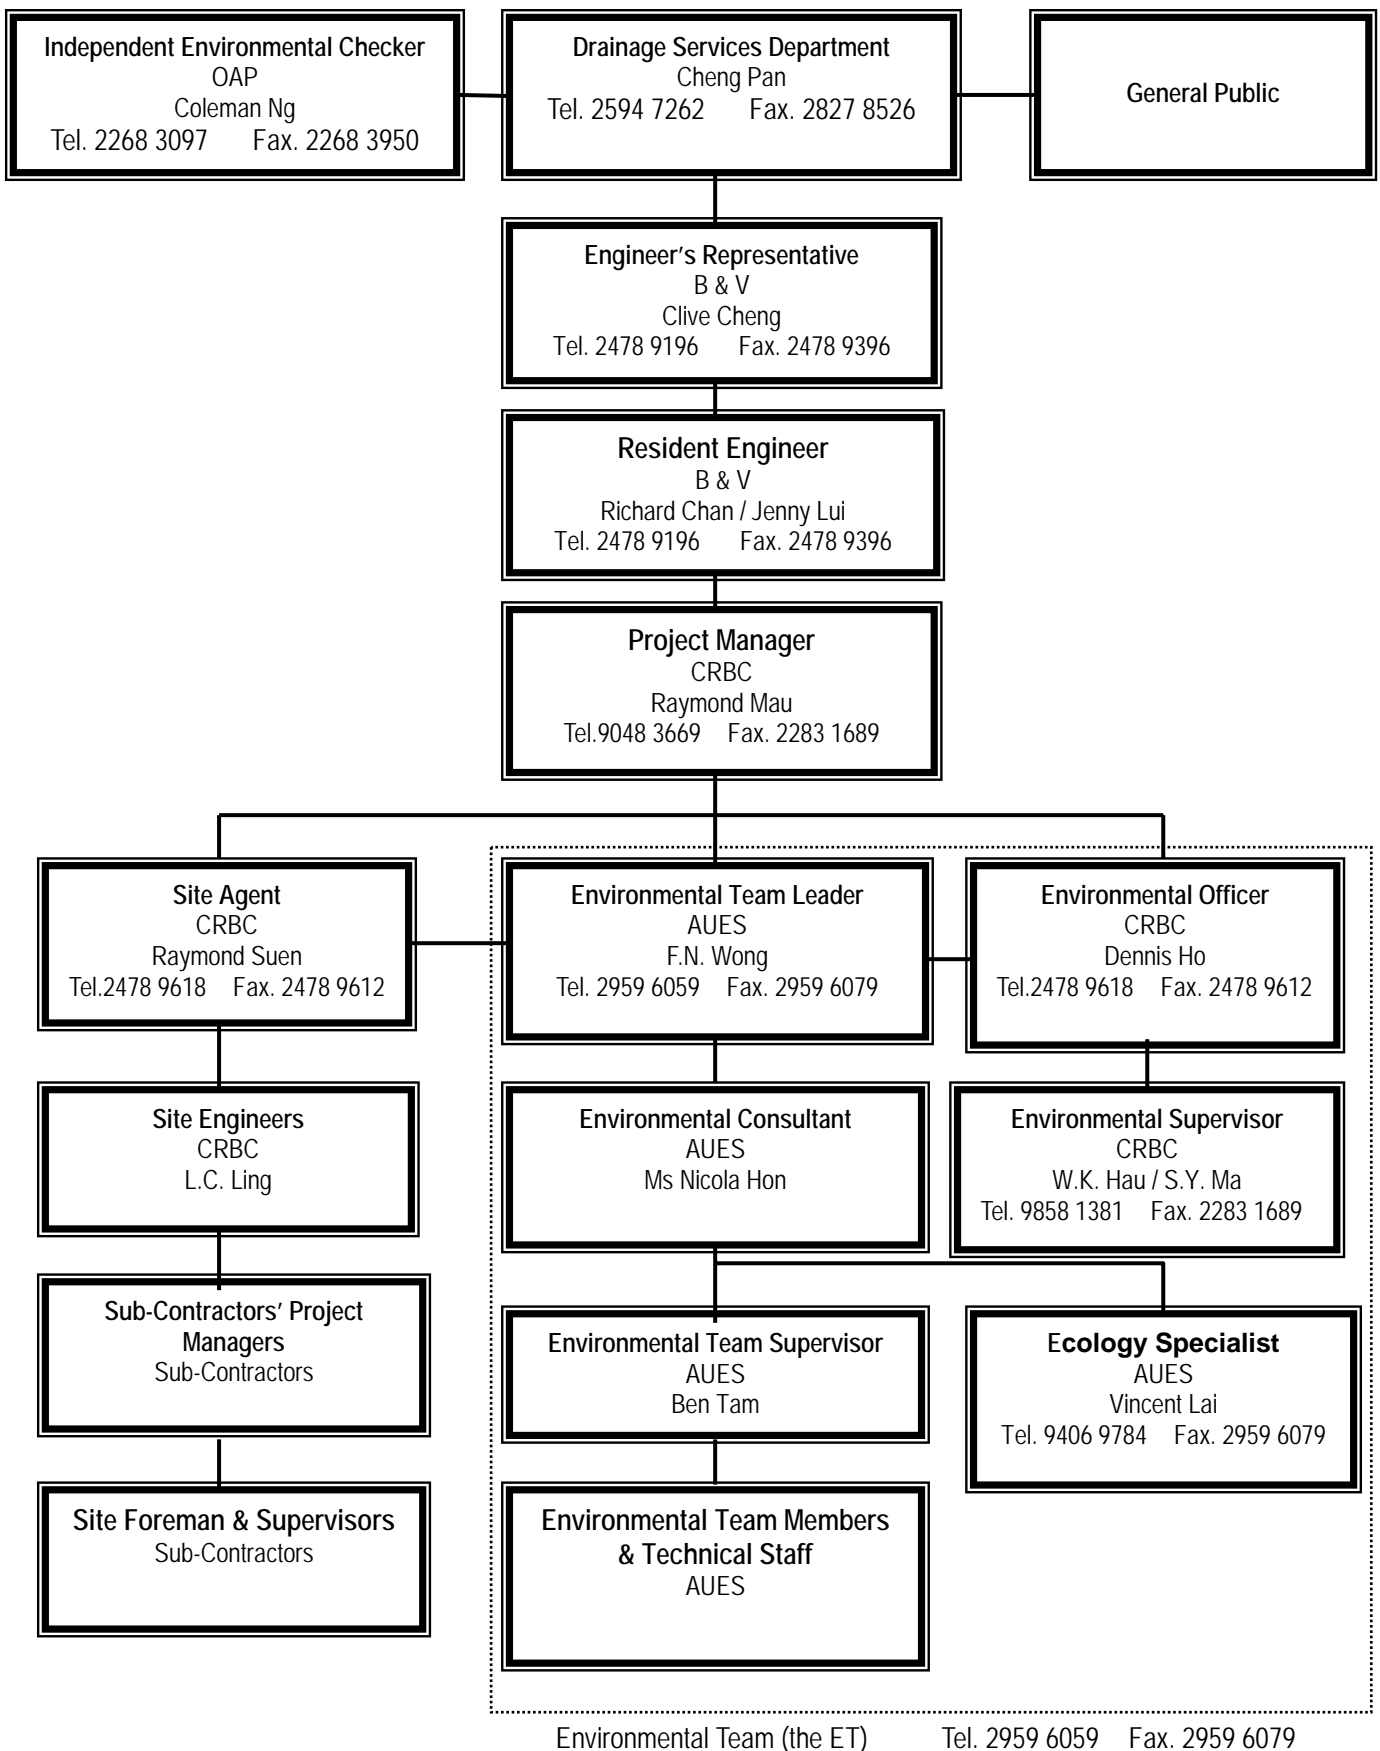 Independent Environmental Checker
OAP
Coleman Ng
Tel. 2268 3097 Fax. 2268 3950
Drainage Services Department
Cheng Pan
Tel. 2594 7262 Fax. 2827 8526
General Public
Engineer's Representative
B & V
Clive Cheng
Tel. 2478 9196 Fax. 2478 9396
Resident Engineer
B & V
Richard Chan / Jenny Lui
Tel. 2478 9196 Fax. 2478 9396
Project Manager
CRBC
Raymond Mau
Tel.9048 3669 Fax. 2283 1689
Site Agent
CRBC
Raymond Suen
Tel.2478 9618 Fax. 2478 9612
Environmental Team Leader
AUES
F.N. Wong
Tel. 2959 6059 Fax. 2959 6079
Environmental Officer
CRBC
Dennis Ho
Tel.2478 9618 Fax. 2478 9612
Site Engineers
CRBC
L.C. Ling
Environmental Consultant
AUES
Ms Nicola Hon
Environmental Supervisor
CRBC
W.K. Hau / S.Y. Ma
Tel. 9858 1381 Fax. 2283 1689
Sub-Contractors' Project
Managers
Sub-Contractors
Environmental Team Supervisor
AUES
Ben Tam
Ecology Specialist
AUES
Vincent Lai
Tel. 9406 9784 Fax. 2959 6079
Site Foreman & Supervisors
Sub-Contractors
Environmental Team Members
& Technical Staff
AUES
Environmental Team (the ET) Tel. 2959 6059 Fax. 2959 6079